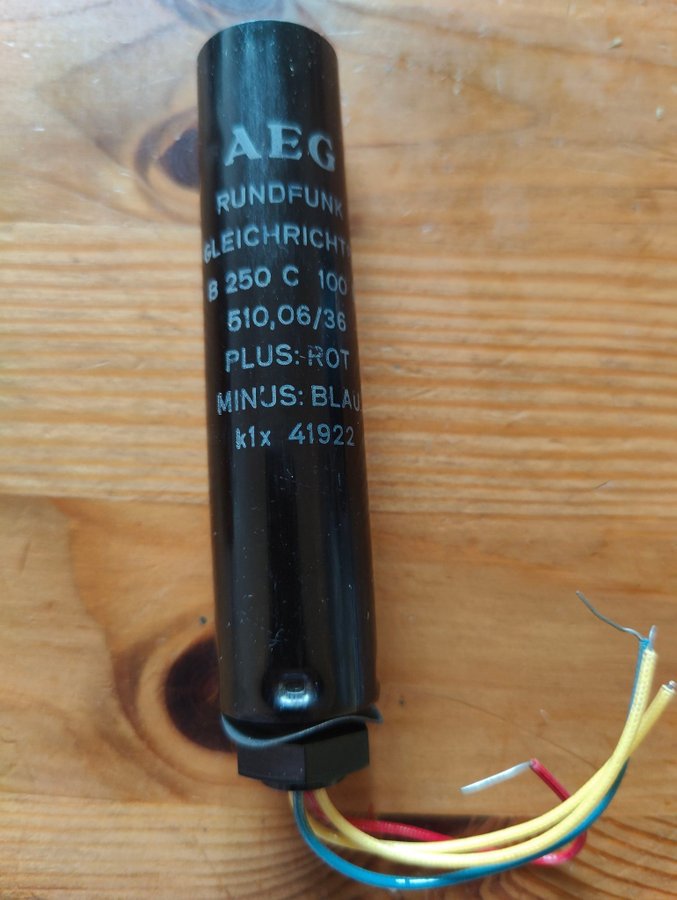 AEG
RUNDFUNK
GLEICHRICHT
B 250 C 100
510,06/36
PLUS: ROT
MINUS: BLAU
k1x 41922